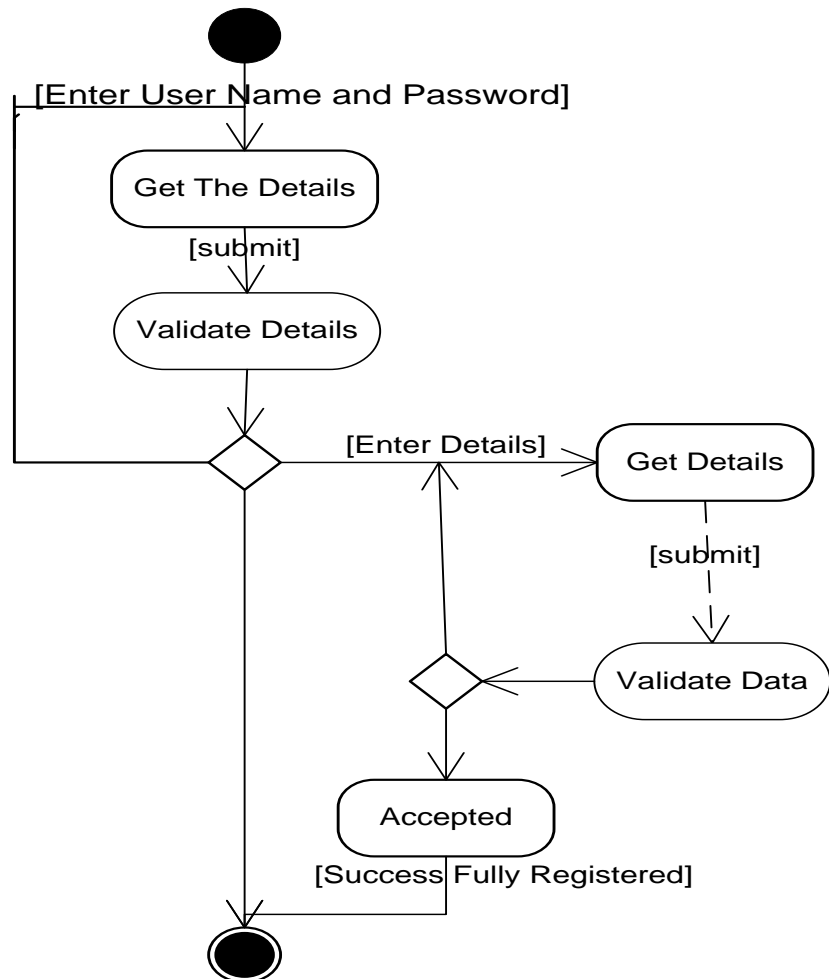 [Enter User Name and Password]
Get The Details
[submit]
Validate Details
[Enter Details]
Get Details
[submit]
Validate Data
Accepted
[Success Fully Registered]